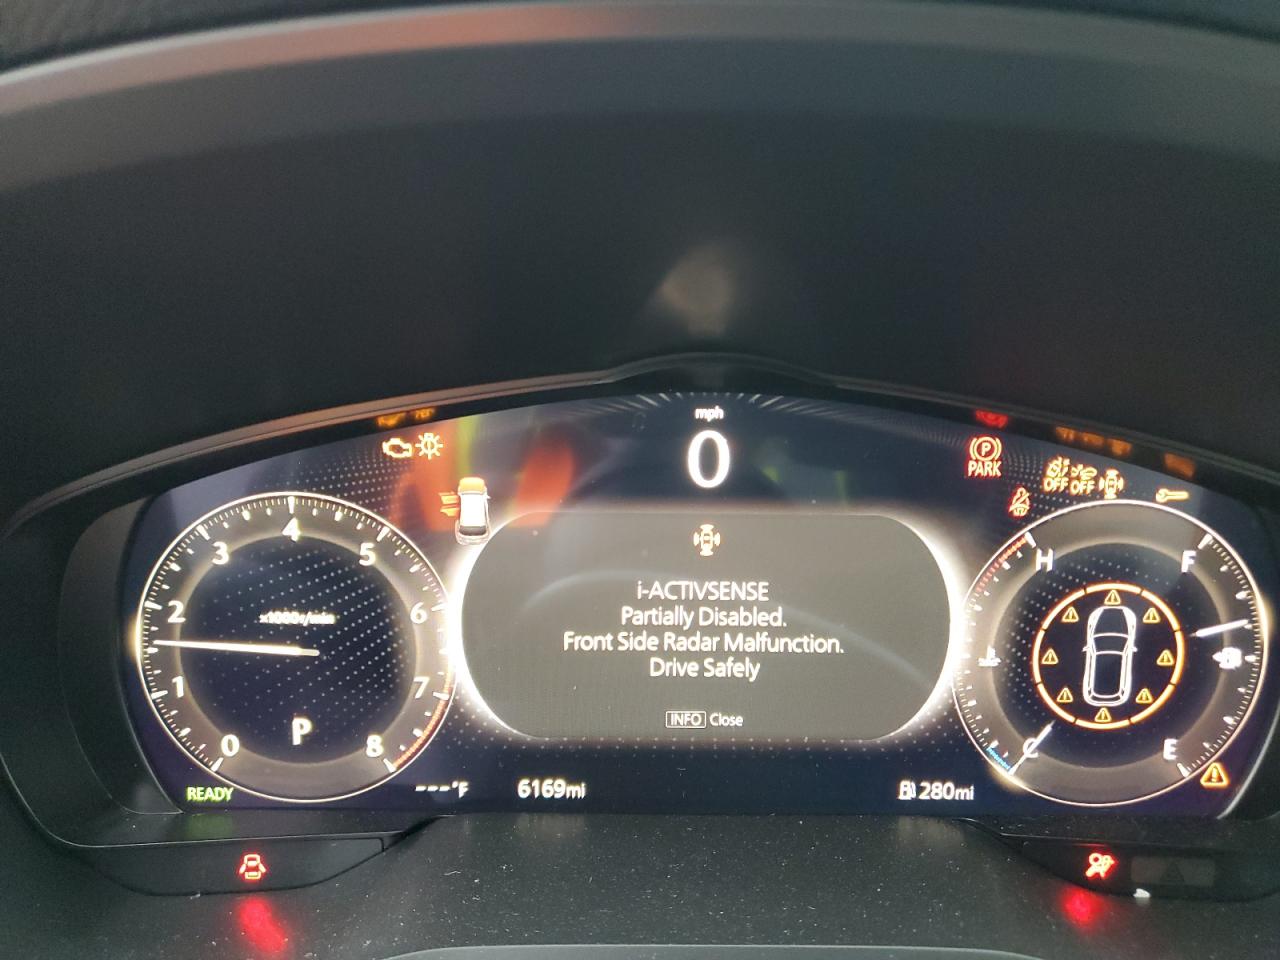 mph
0
P
PARK
OFF OFF
4
3
5
2
6
x1000r/min
1
7
0
8
P
i-ACTIVSENSE
Partially Disabled.
Front Side Radar Malfunction.
Drive Safely
INFO Close
H
F
C
E
READY
---°F
6169mi
280mi